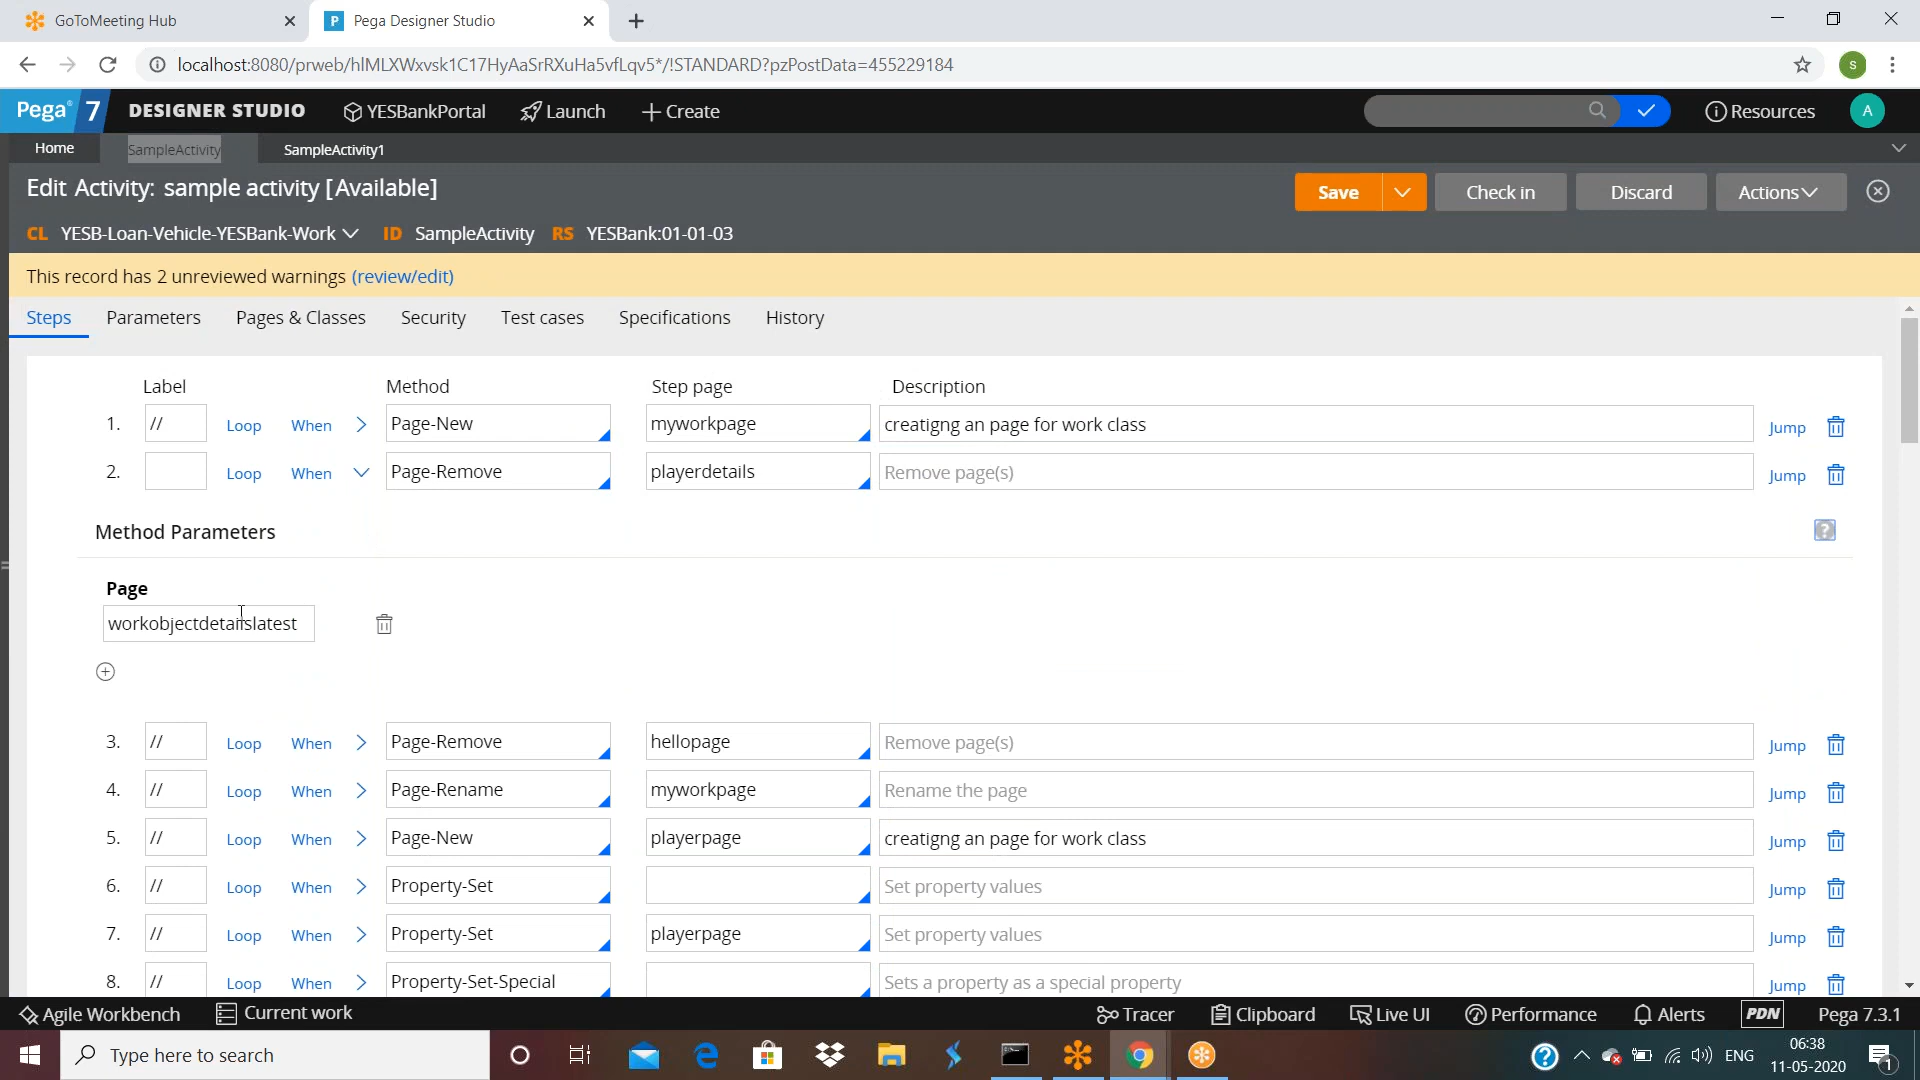 GoToMeeting Hub
P Pega Designer Studio
localhost:8080/prweb/hIMLXWxvsk1C17HyAaSrRXuHa5vfLqv5*/!STANDARD?pzPostData=455229184
s
Pega 7 DESIGNER STUDIO YESBankPortal Launch Create Resources A
Home SampleActivity SampleActivity1
Edit Activity: sample activity [Available] Save Check in Discard Actions
CL YESB-Loan-Vehicle-YESBank-Work ID SampleActivity RS YESBank:01-01-03
This record has 2 unreviewed warnings (review/edit)
Steps Parameters Pages & Classes Security Test cases Specifications History
Label Method Step page Description
1. // Loop When Page-New myworkpage creatigng an page for work class Jump
2. Loop When Page-Remove playerdetails Remove page(s) Jump
Method Parameters ?
Page
workobjectdetailslatest
3. // Loop When Page-Remove hellopage Remove page(s) Jump
4. // Loop When Page-Rename myworkpage Rename the page Jump
5. // Loop When Page-New playerpage creatigng an page for work class Jump
6. // Loop When Property-Set Set property values Jump
7. // Loop When Property-Set playerpage Set property values Jump
8. // Loop When Property-Set-Special Sets a property as a special property Jump
Agile Workbench Current work Tracer Clipboard Live UI Performance Alerts PDN Pega 7.3.1
Type here to search ENG 06:38
11-05-2020 1